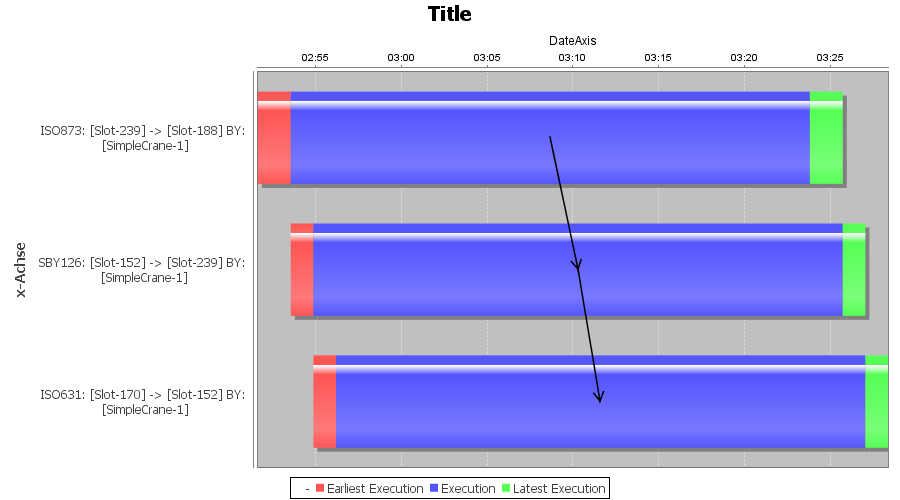 Title
DateAxis
02:55 03:00 03:05 03:10 03:15 03:20 03:25
ISO873: [Slot-239] -> [Slot-188] BY:
[SimpleCrane-1]
x-Achse
SBY126: [Slot-152] -> [Slot-239] BY:
[SimpleCrane-1]
ISO631: [Slot-170] -> [Slot-152] BY:
[SimpleCrane-1]
- Earliest Execution Execution Latest Execution